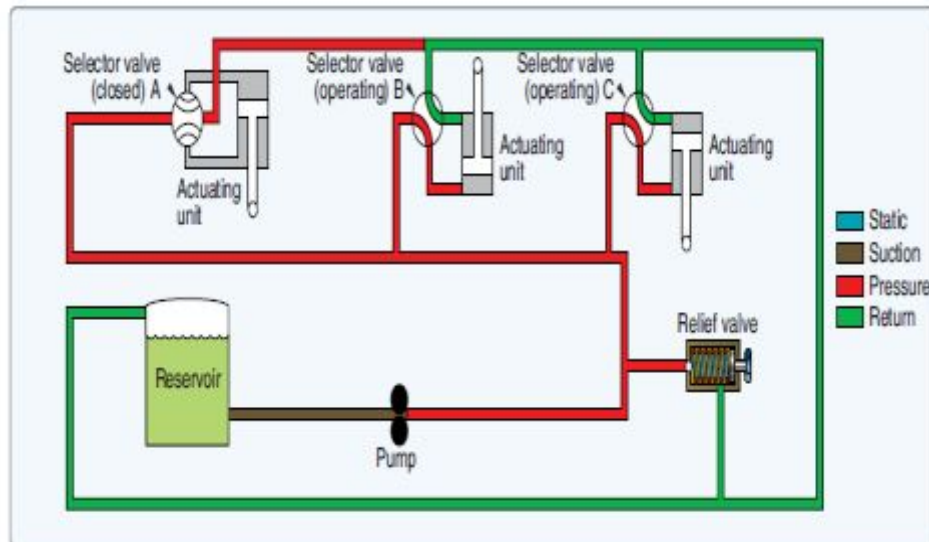 Selector valve
(closed) A
Selector valve
(operating) B
Selector valve
(operating) C
Actuating
unit
Actuating
unit
Actuating
unit
Static
Suction
Pressure
Return
Relief valve
Reservoir
Pump